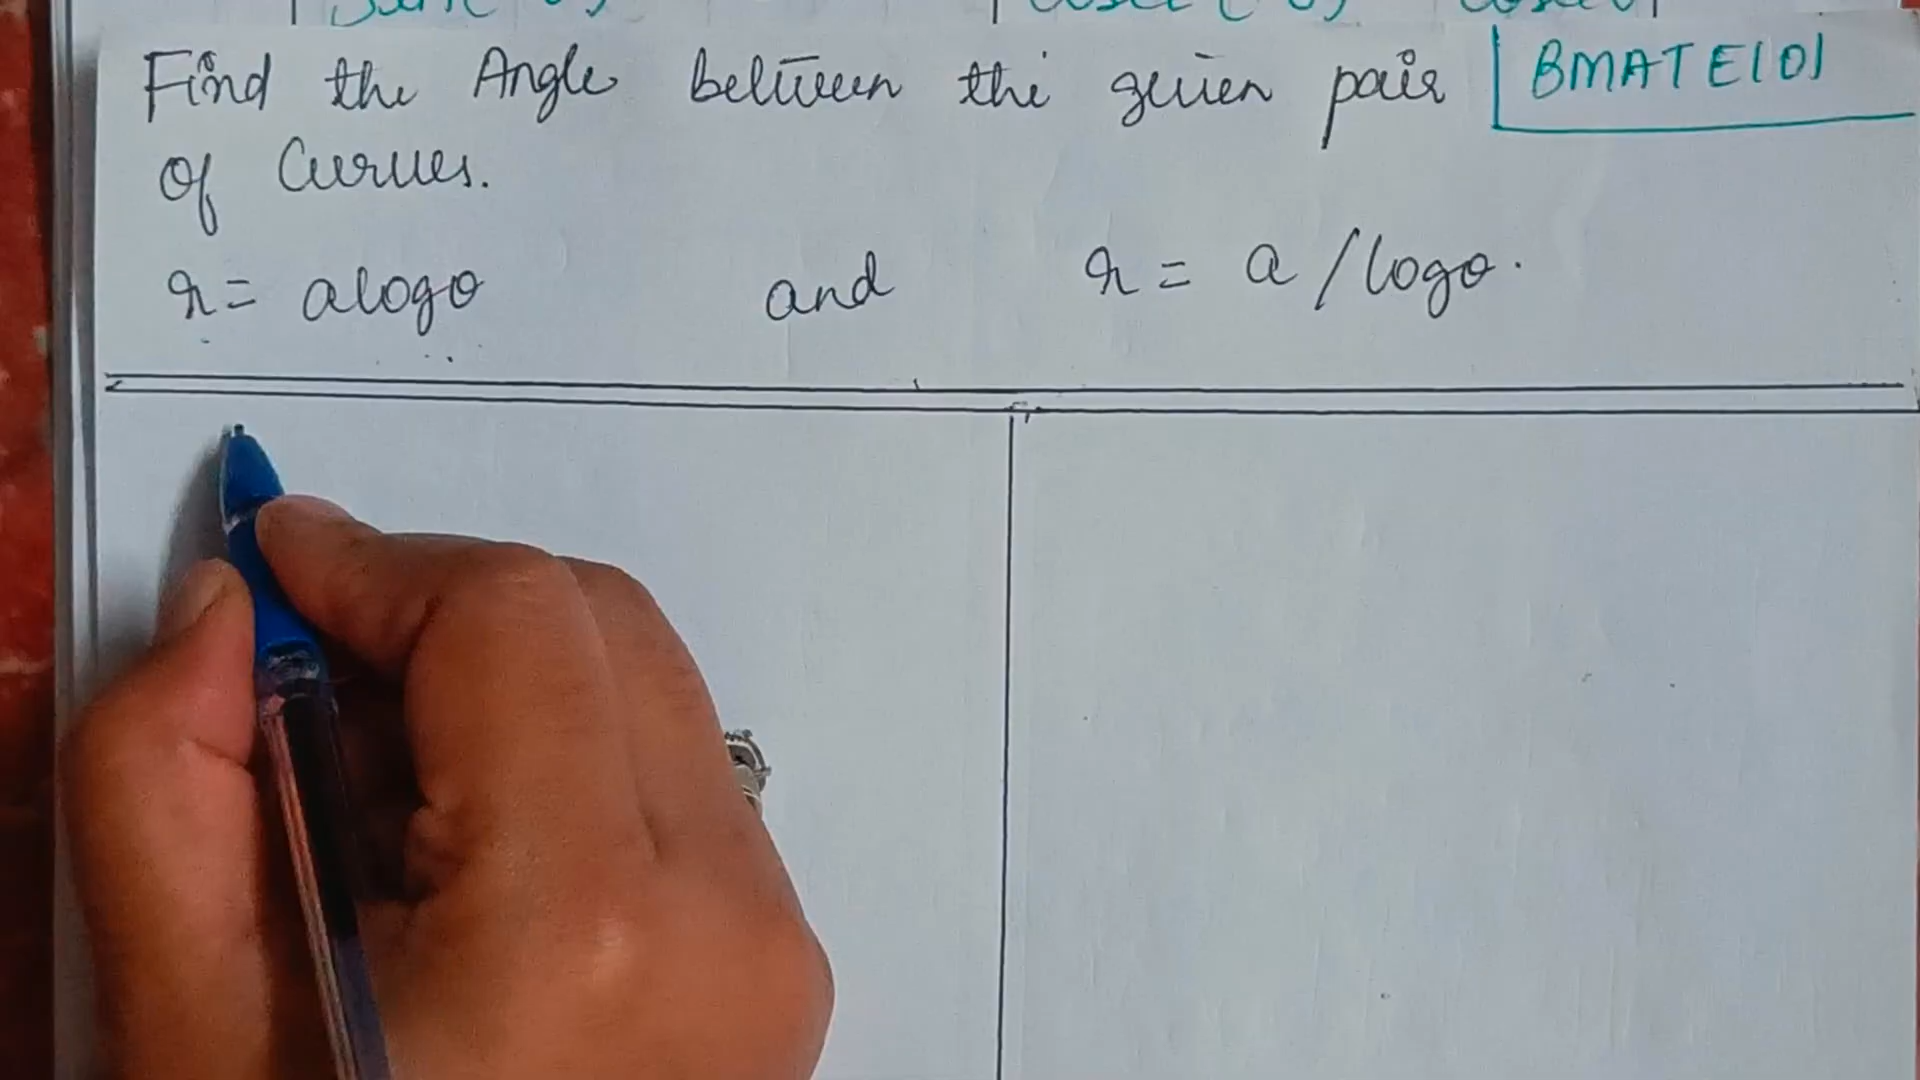 Find the Angle between the given pair
BMATE101
of Curves.
r = alogθ and r = a / logθ.